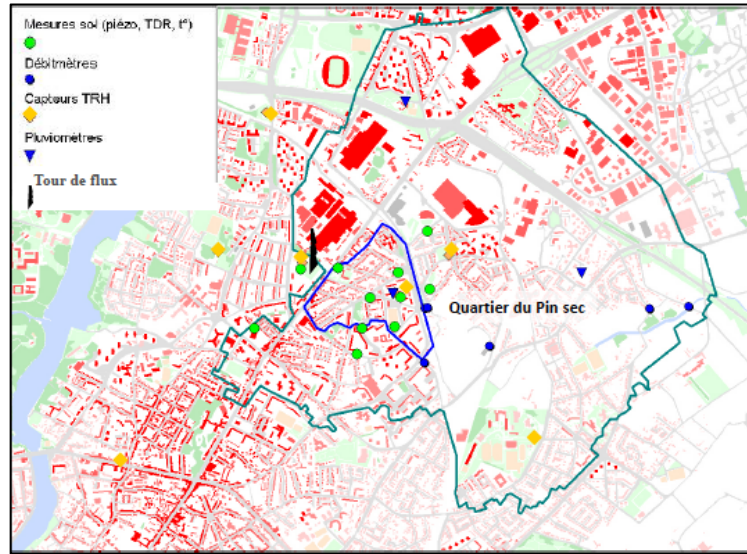 Mesures sol (piézo, TDR, t°)
Débitmètres
Capteurs TRH
Pluviomètres
Tour de flux
Quartier du Pin sec